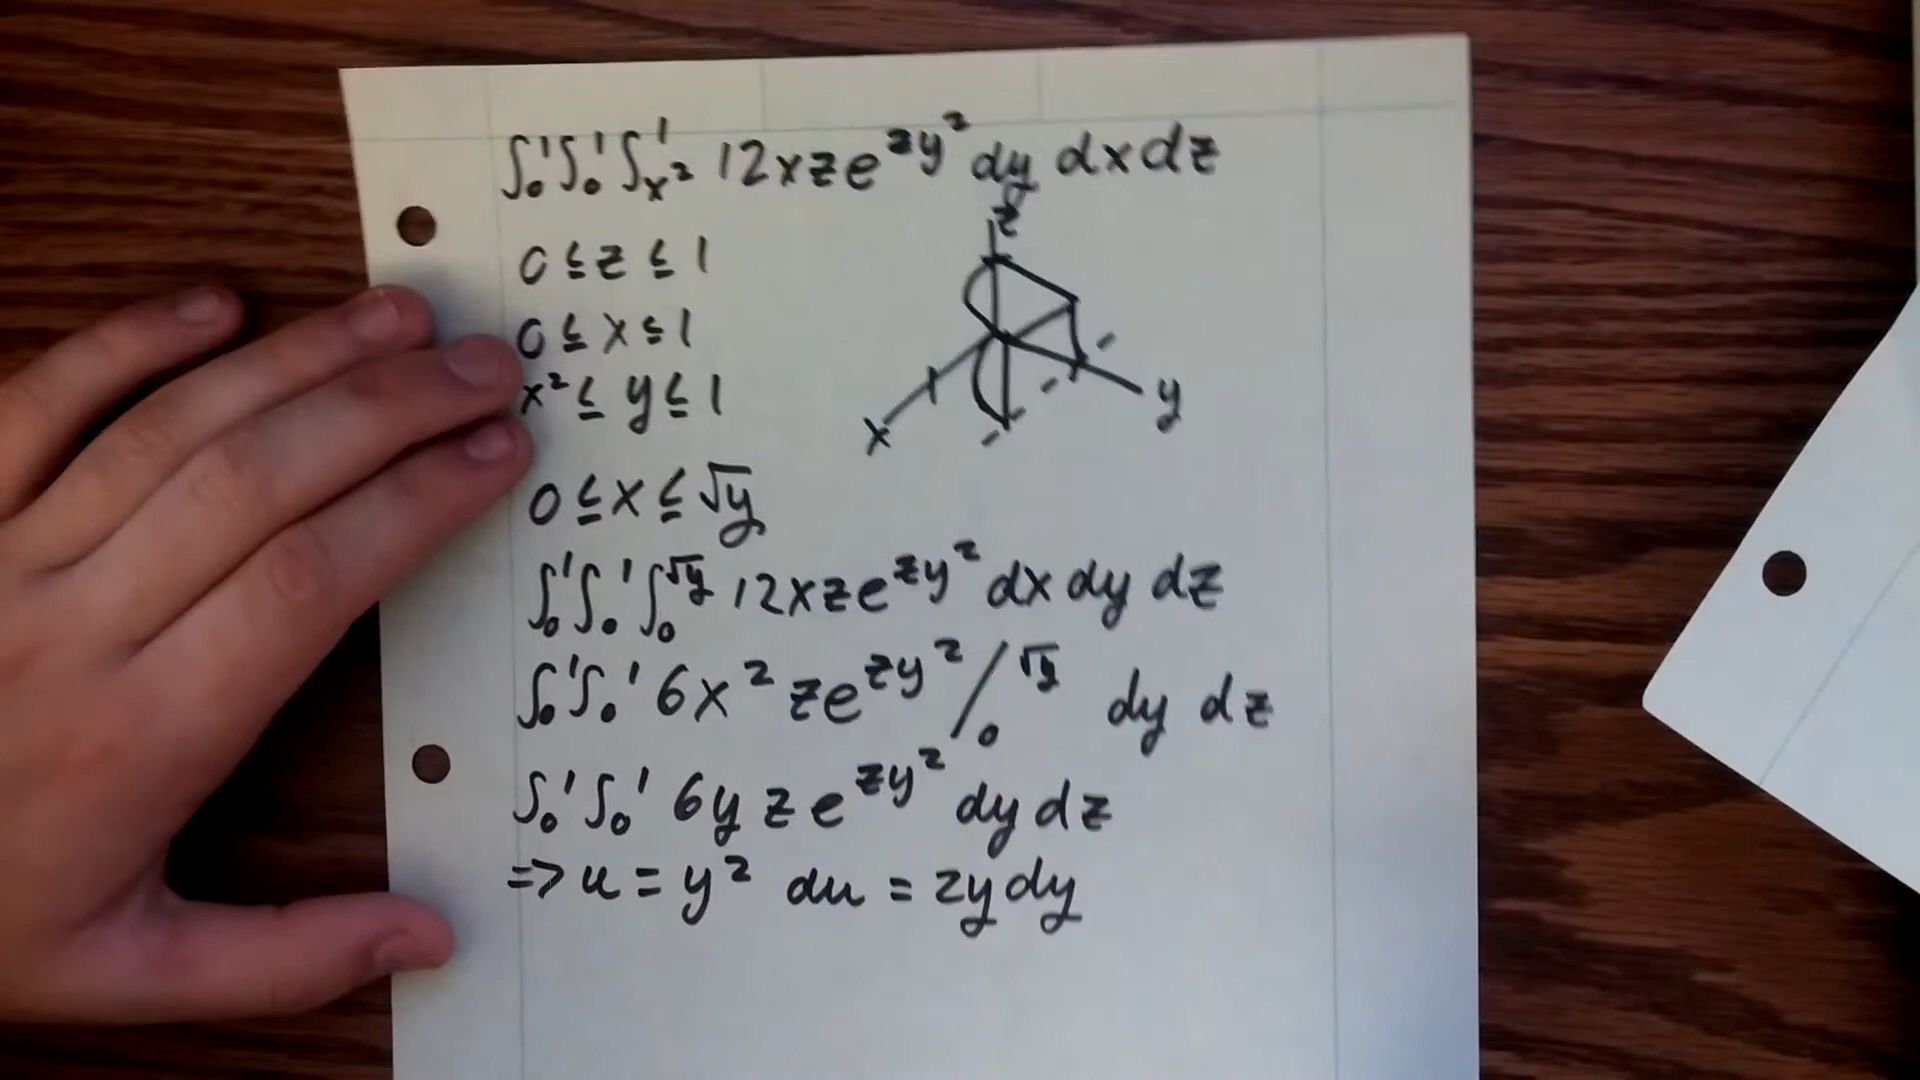 ∫₀¹∫₀¹∫ₓ²¹ 12xze^zy² dy dx dz
0 ≤ z ≤ 1
0 ≤ x ≤ 1
x² ≤ y ≤ 1
z
x
y
0 ≤ x ≤ √y
∫₀¹∫₀¹∫₀^√y 12xze^zy² dx dy dz
∫₀¹∫₀¹ 6x² ze^zy² /₀^√y dy dz
∫₀¹∫₀¹ 6yze^zy² dy dz
=> u = y² du = 2y dy